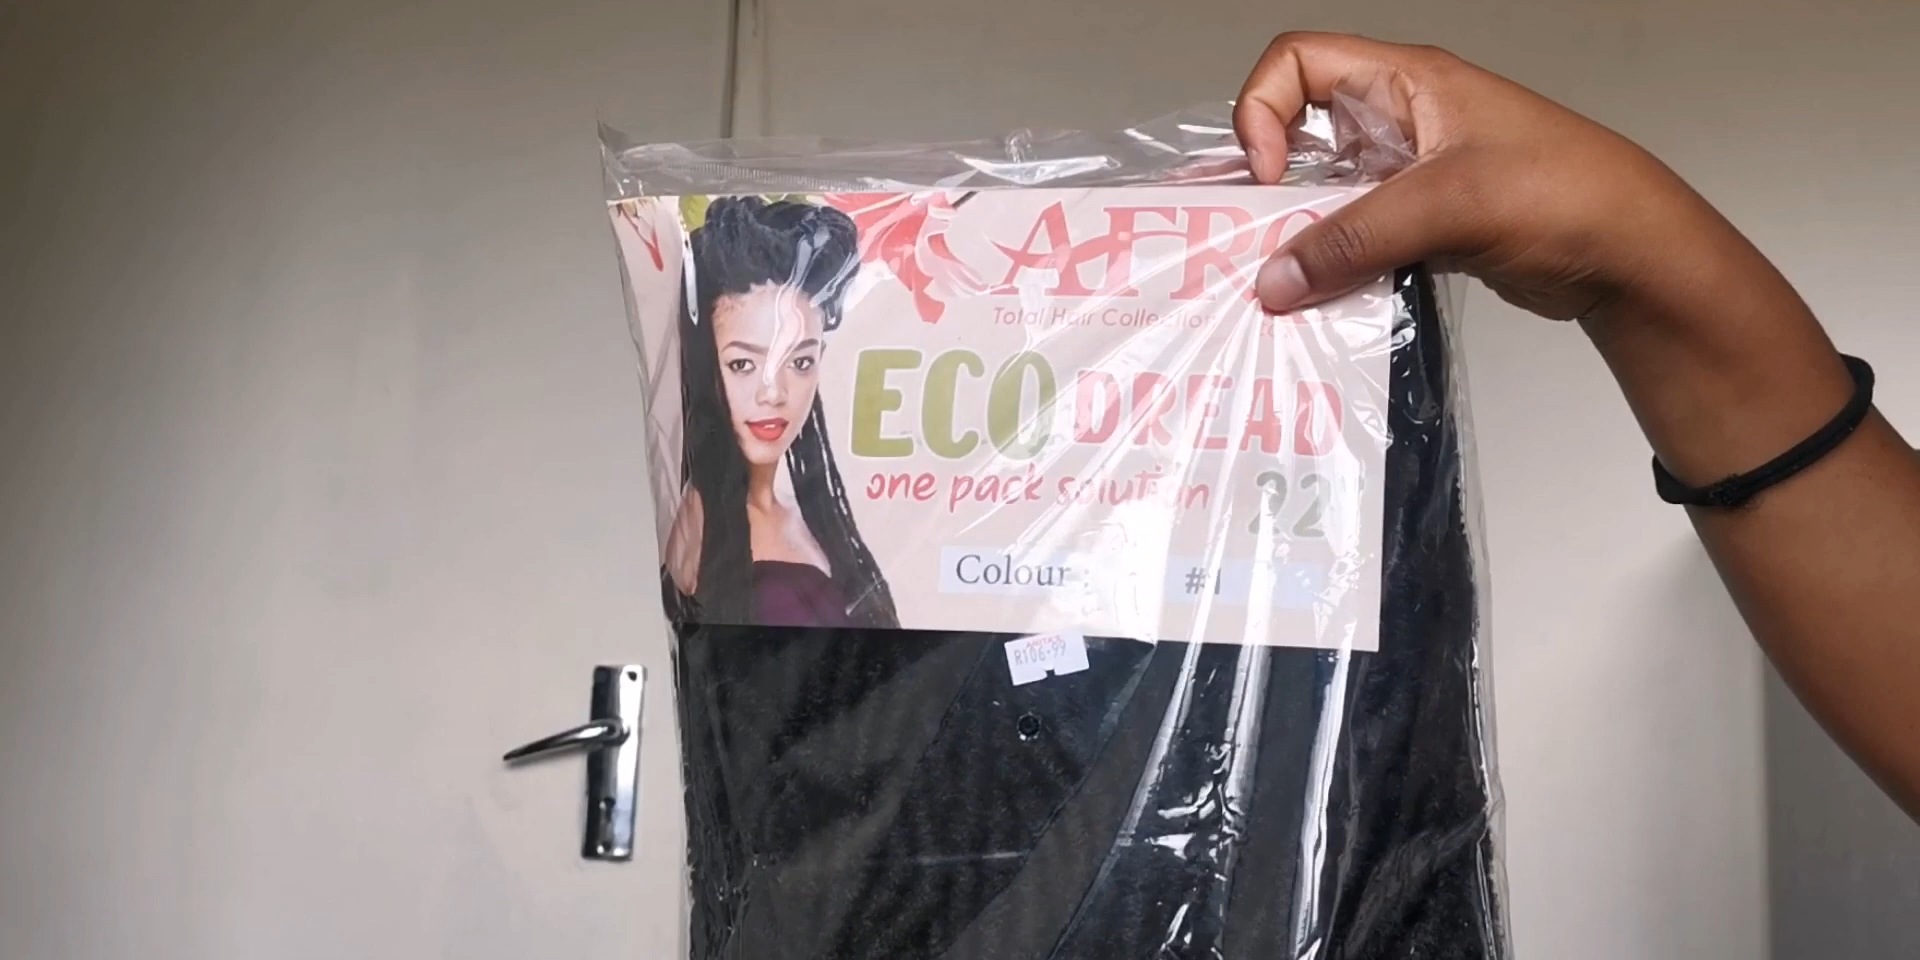 AFRO
Total Hair Collection
ECO DREAD
one pack solution 22"
Colour : #1
R106-99